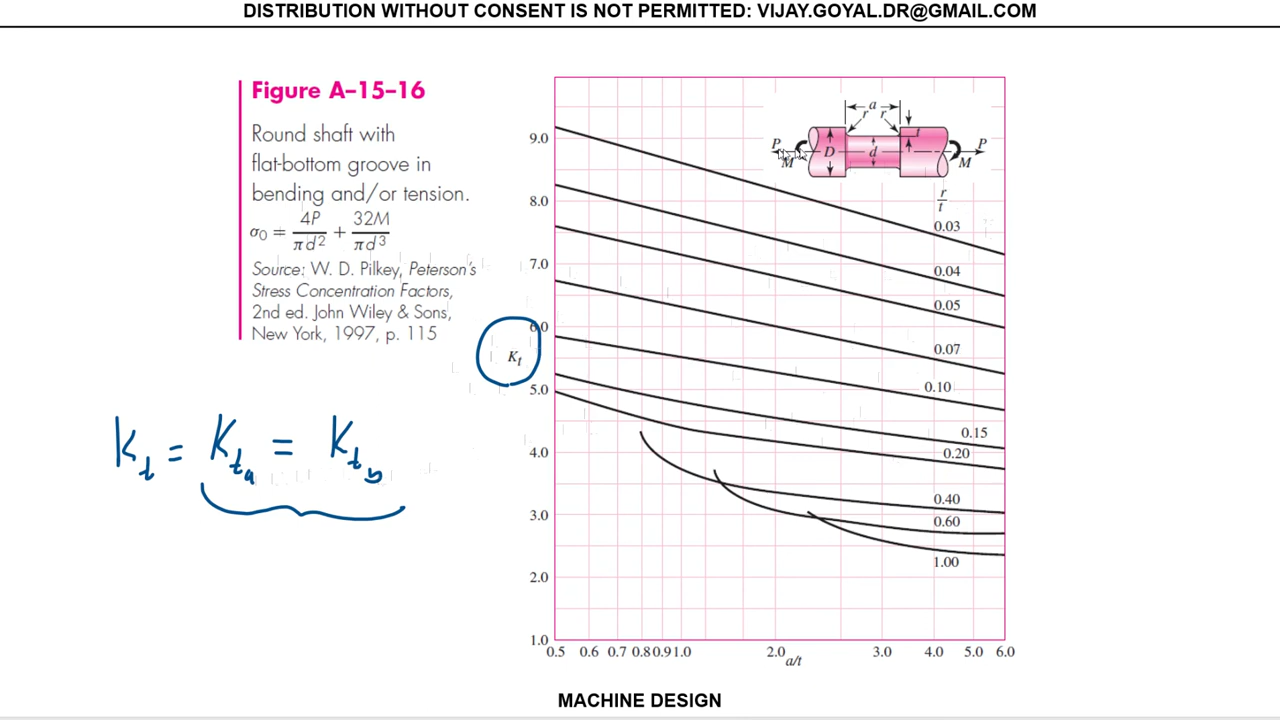 DISTRIBUTION WITHOUT CONSENT IS NOT PERMITTED: VIJAY.GOYAL.DR@GMAIL.COM
Figure A–15–16
Round shaft with
flat-bottom groove in
bending and/or tension.
σ0 = 4P/πd² + 32M/πd³
Source: W. D. Pilkey, Peterson's
Stress Concentration Factors,
2nd ed. John Wiley & Sons,
New York, 1997, p. 115
Kt = Kta = Ktb
a
r r
t
P D d P
M M
r/t
9.0
0.03
8.0
0.04
7.0
0.05
6.0
0.07
Kt
0.10
5.0
0.15
4.0
0.20
0.40
3.0
0.60
1.00
2.0
1.0
0.5 0.6 0.7 0.8 0.9 1.0 2.0 3.0 4.0 5.0 6.0
a/t
MACHINE DESIGN